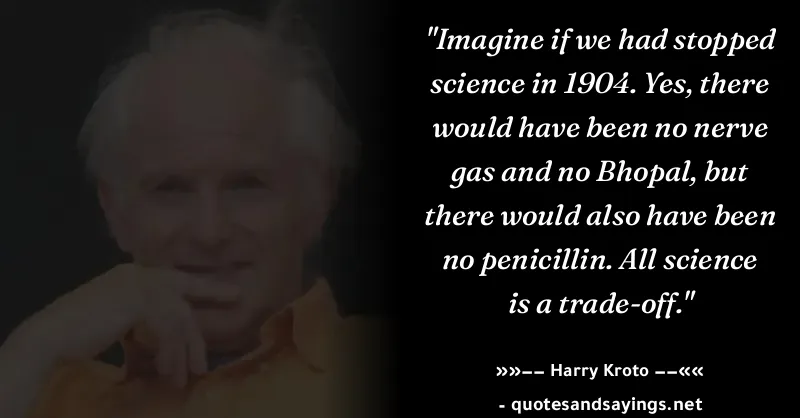 "Imagine if we had stopped
science in 1904. Yes, there
would have been no nerve
gas and no Bhopal, but
there would also have been
no penicillin. All science
is a trade-off."
»»–– Harry Kroto ––««
- quotesandsayings.net